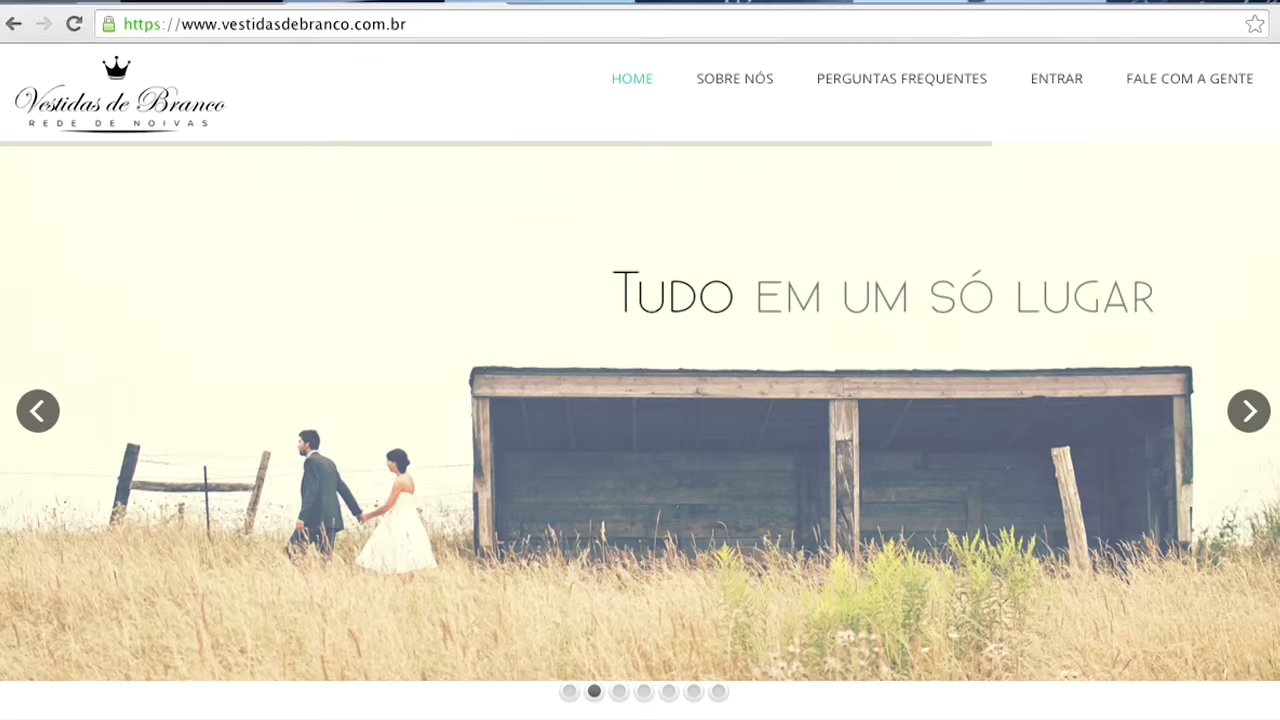 https://www.vestidasdebranco.com.br
Vestidas de Branco
REDE DE NOIVAS
HOME SOBRE NÓS PERGUNTAS FREQUENTES ENTRAR FALE COM A GENTE
TUDO EM UM SÓ LUGAR